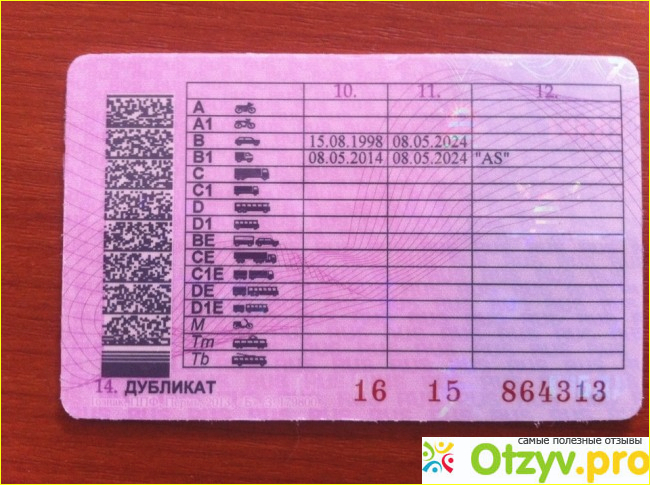 10. 11. 12.
A
A1
B 15.08.1998 08.05.2024
B1 08.05.2014 08.05.2024 "AS"
C
C1
D
D1
BE
CE
C1E
DE
D1E
M
Tm
Tb
14. ДУБЛИКАТ 16 15 864313
самые полезные отзывы
Otzyv.pro